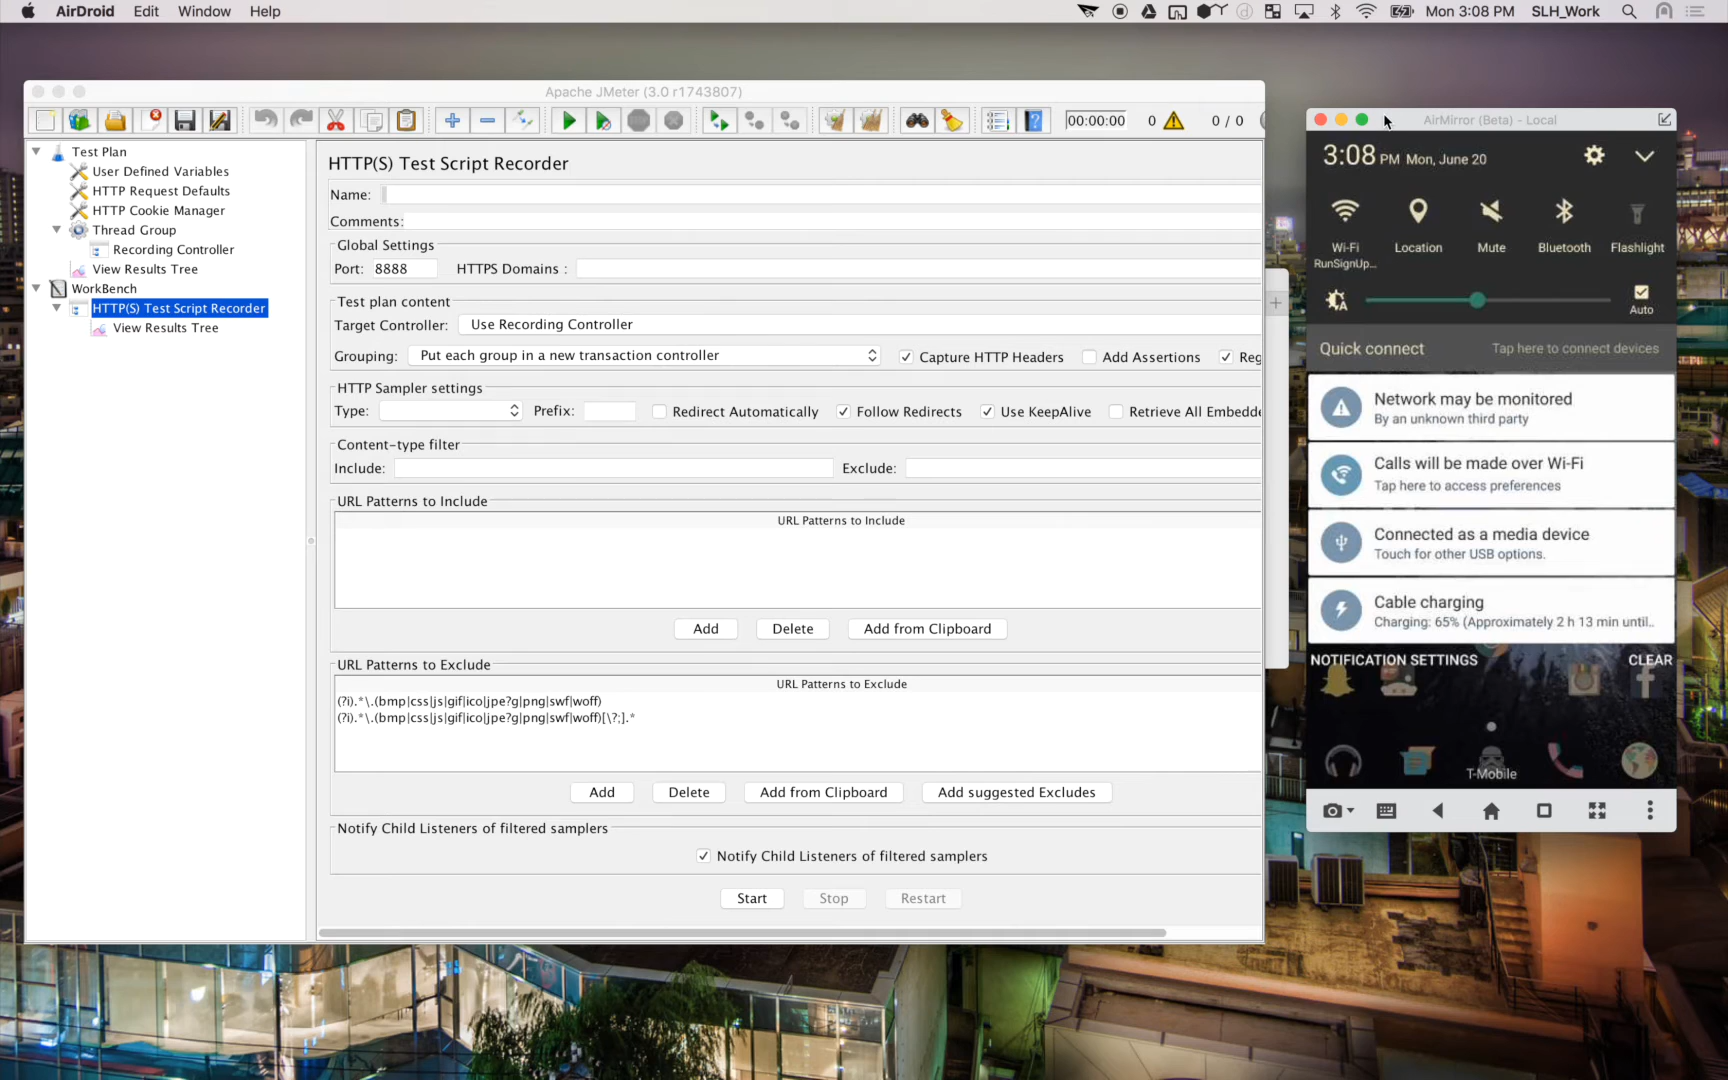 AirDroid Edit Window Help
Mon 3:08 PM SLH_Work
Apache JMeter (3.0 r1743807)
00:00:00 0 0 / 0
Test Plan
User Defined Variables
HTTP Request Defaults
HTTP Cookie Manager
Thread Group
Recording Controller
View Results Tree
WorkBench
HTTP(S) Test Script Recorder
View Results Tree
HTTP(S) Test Script Recorder
Name:
Comments:
Global Settings
Port: 8888 HTTPS Domains :
Test plan content
Target Controller: Use Recording Controller
Grouping: Put each group in a new transaction controller Capture HTTP Headers Add Assertions Reg
HTTP Sampler settings
Type: Prefix: Redirect Automatically Follow Redirects Use KeepAlive Retrieve All Embedde
Content-type filter
Include: Exclude:
URL Patterns to Include
URL Patterns to Include
Add Delete Add from Clipboard
URL Patterns to Exclude
URL Patterns to Exclude
(?i).*\.(bmp|css|js|gif|ico|jpe?g|png|swf|woff)
(?i).*\.(bmp|css|js|gif|ico|jpe?g|png|swf|woff)[\?;].*
Add Delete Add from Clipboard Add suggested Excludes
Notify Child Listeners of filtered samplers
Notify Child Listeners of filtered samplers
Start Stop Restart
AirMirror (Beta) - Local
3:08 PM Mon, June 20
Wi-Fi Location Mute Bluetooth Flashlight
RunSignUp...
A Auto
Quick connect Tap here to connect devices
Network may be monitored
By an unknown third party
Calls will be made over Wi-Fi
Tap here to access preferences
Connected as a media device
Touch for other USB options.
Cable charging
Charging: 65% (Approximately 2 h 13 min until..
NOTIFICATION SETTINGS CLEAR
T-Mobile